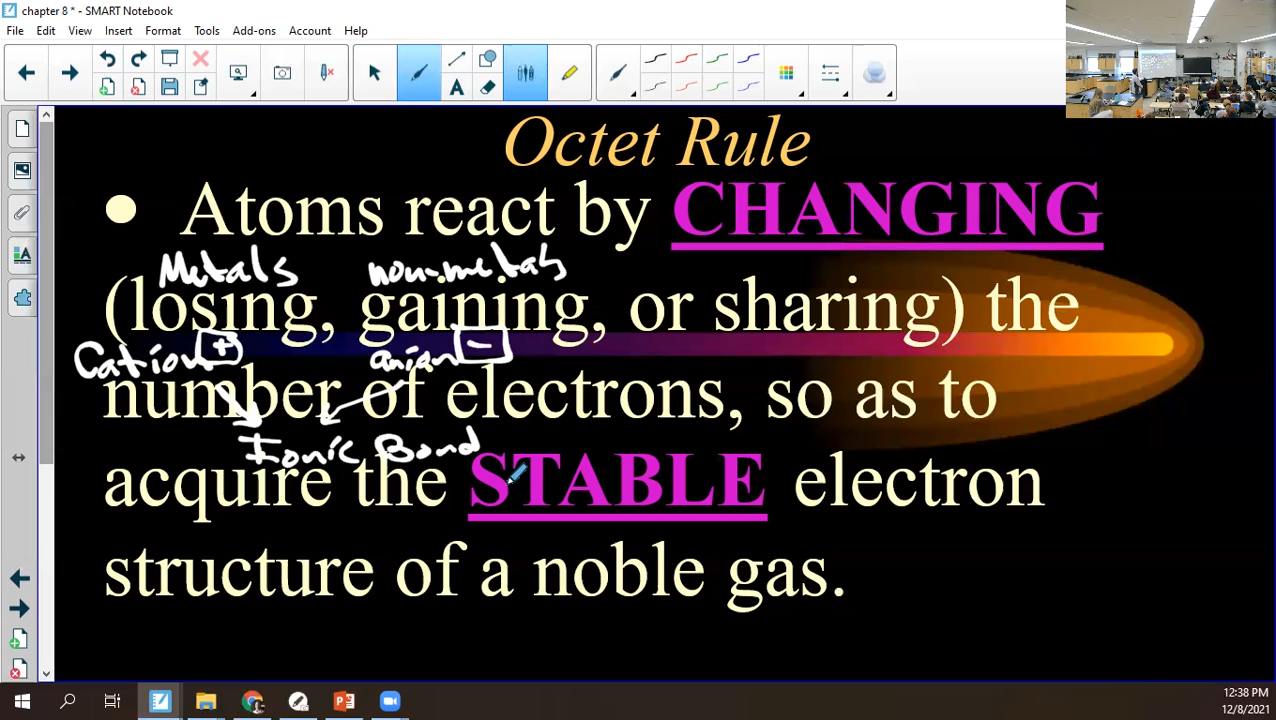 chapter 8 * - SMART Notebook
File Edit View Insert Format Tools Add-ons Account Help
A
Octet Rule
• Atoms react by CHANGING
Metals non-metals
(losing, gaining, or sharing) the
Cation + anion -
number of electrons, so as to
Ionic Bond
acquire the STABLE electron
structure of a noble gas.
12:38 PM
12/8/2021